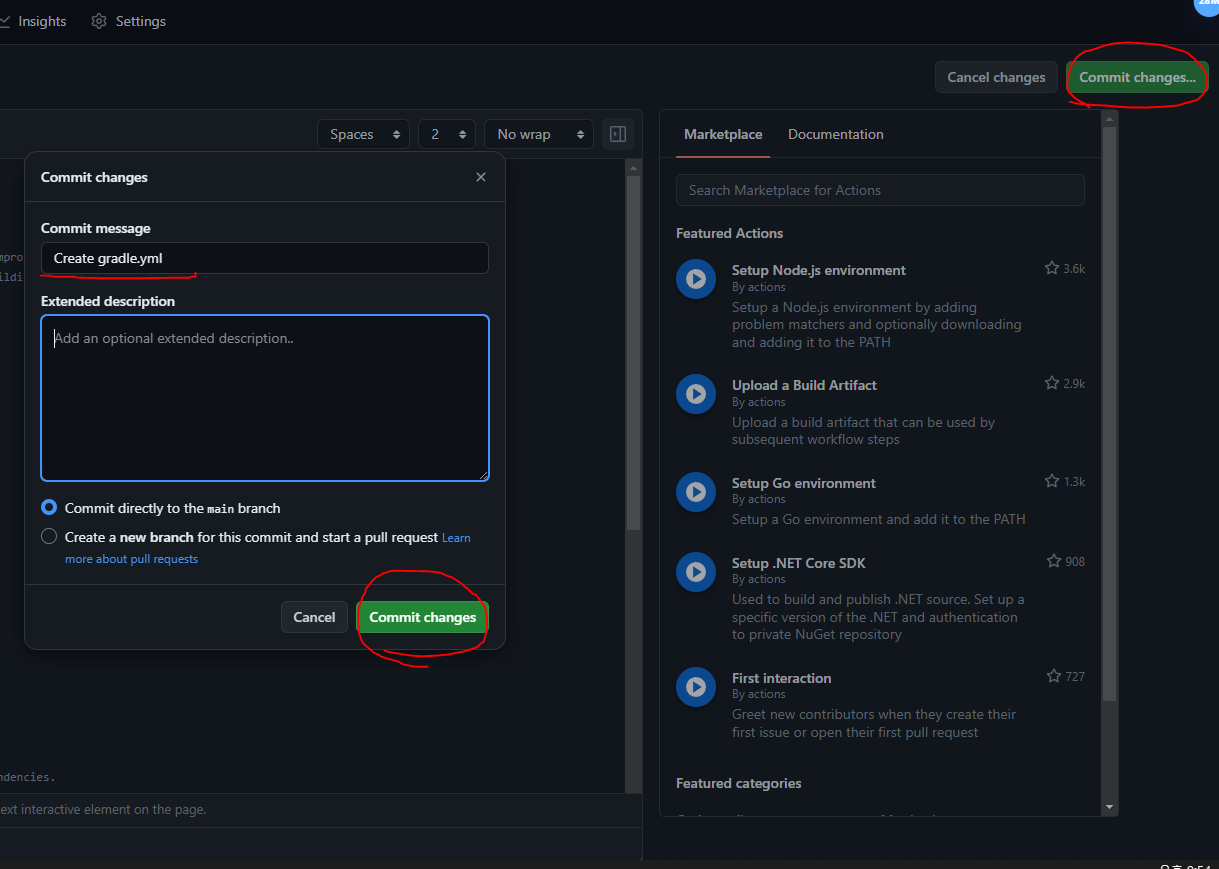 28M
Insights
Settings
Cancel changes
Commit changes...
Spaces
2
No wrap
Marketplace
Documentation
Commit changes
Search Marketplace for Actions
Commit message
Featured Actions
mpro
Create gradle.yml
ildi
Extended description
Add an optional extended description..
Setup Node.js environment
3.6k
By actions
Setup a Node.js environment by adding
problem matchers and optionally downloading
and adding it to the PATH
Upload a Build Artifact
2.9k
By actions
Upload a build artifact that can be used by
subsequent workflow steps
Setup Go environment
1.3k
By actions
Setup a Go environment and add it to the PATH
Commit directly to the main branch
Create a new branch for this commit and start a pull request Learn
more about pull requests
Setup .NET Core SDK
908
By actions
Used to build and publish .NET source. Set up a
specific version of the .NET and authentication
to private NuGet repository
Cancel
Commit changes
First interaction
727
By actions
Greet new contributors when they create their
first issue or open their first pull request
ndencies.
Featured categories
ext interactive element on the page.